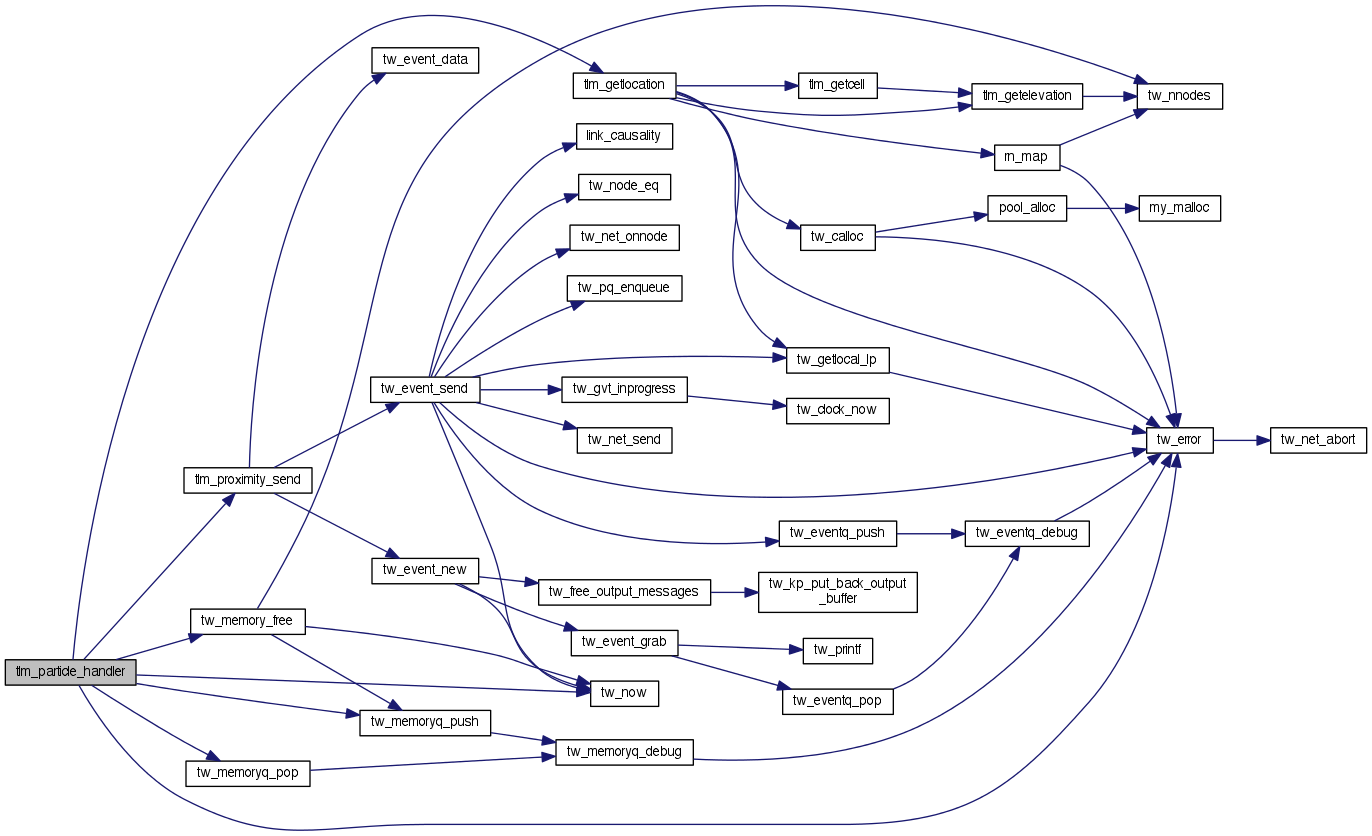 tw_event_data
tlm_getlocation
tlm_getcell
tlm_getelevation
tw_nnodes
link_causality
rn_map
tw_node_eq
pool_alloc
my_malloc
tw_net_onnode
tw_calloc
tw_pq_enqueue
tw_getlocal_lp
tw_event_send
tw_gvt_inprogress
tw_clock_now
tw_net_send
tw_error
tw_net_abort
tlm_proximity_send
tw_eventq_push
tw_eventq_debug
tw_event_new
tw_free_output_messages
tw_kp_put_back_output
_buffer
tw_memory_free
tw_event_grab
tw_printf
tlm_particle_handler
tw_now
tw_eventq_pop
tw_memoryq_push
tw_memoryq_debug
tw_memoryq_pop